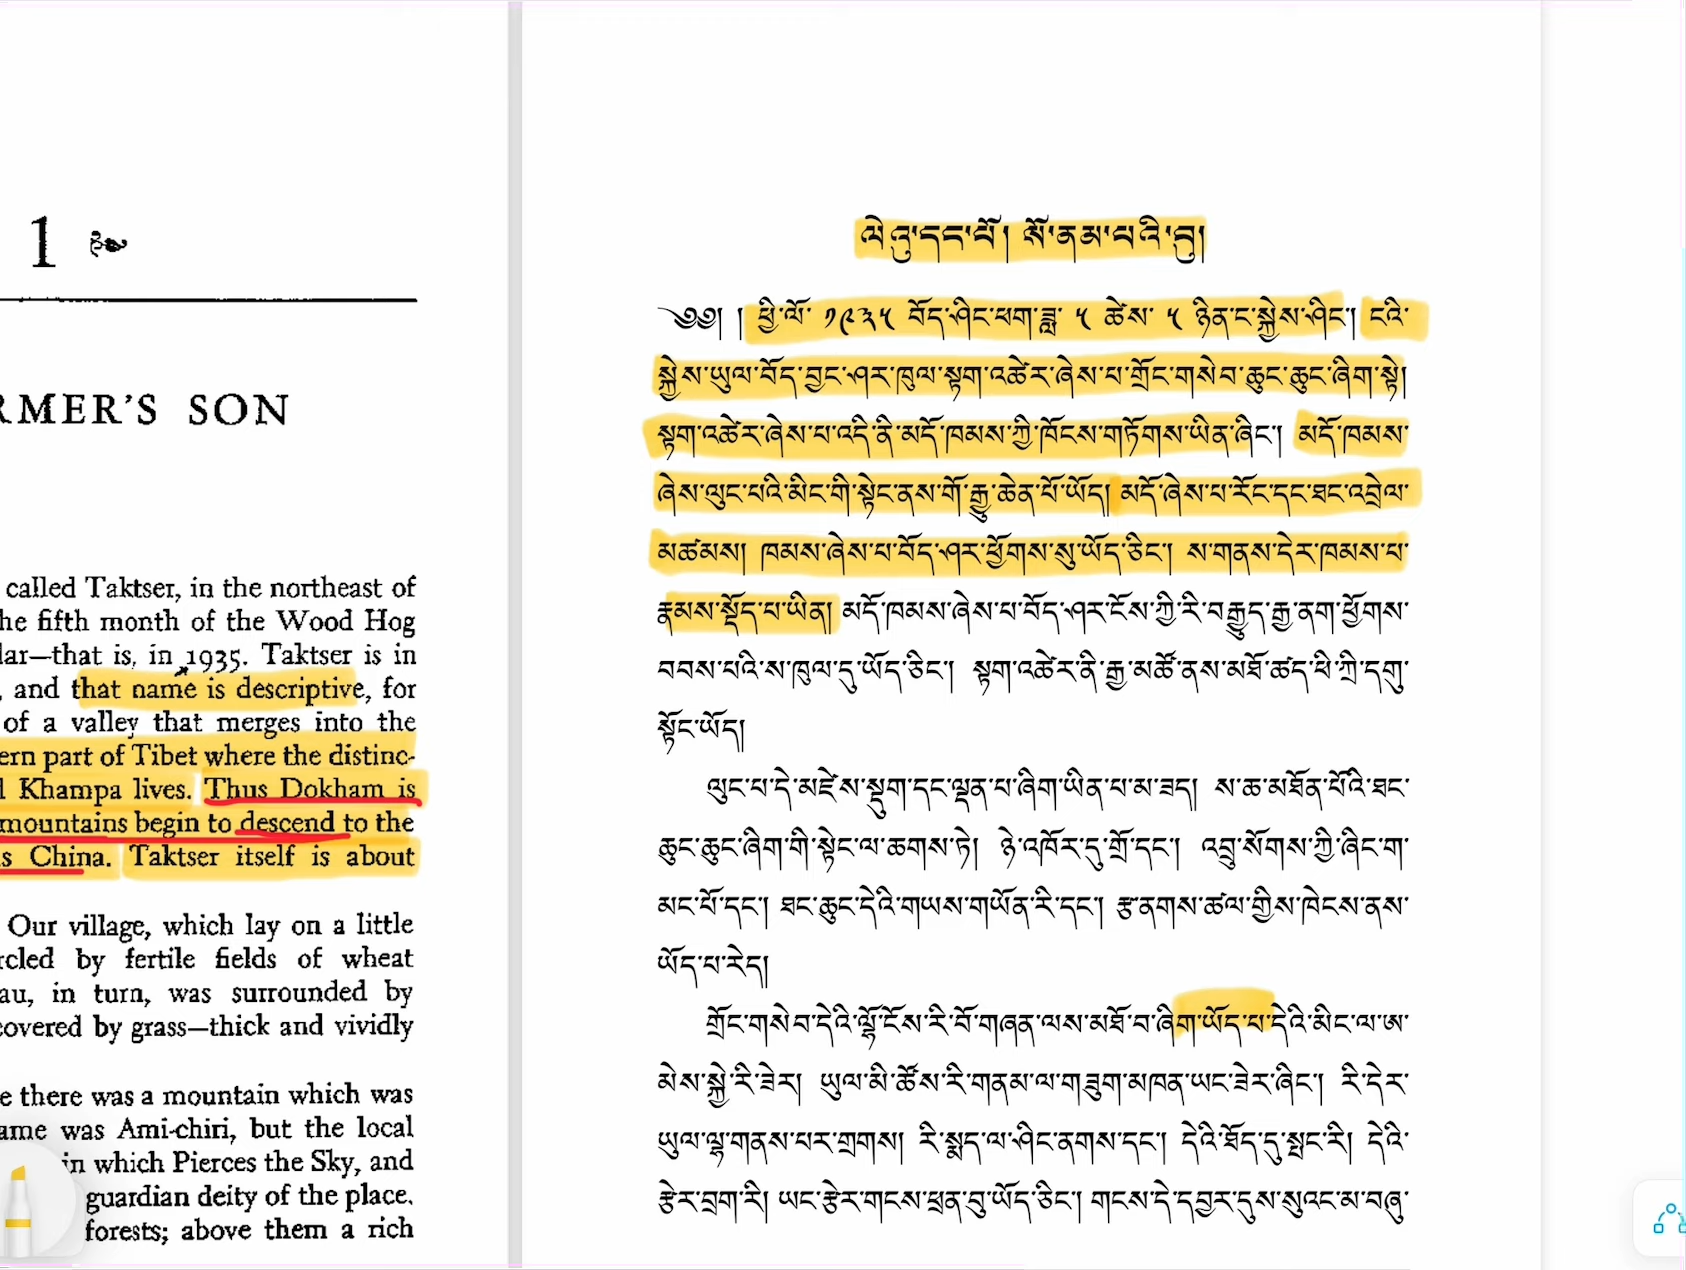 1
RMER’S SON
called Taktser, in the northeast of
he fifth month of the Wood Hog
lar—that is, in 1935. Taktser is in
, and that name is descriptive, for
of a valley that merges into the
ern part of Tibet where the distinc-
l Khampa lives. Thus Dokham is
mountains begin to descend to the
s China. Taktser itself is about
Our village, which lay on a little
rcled by fertile fields of wheat
au, in turn, was surrounded by
covered by grass—thick and vividly
e there was a mountain which was
ame was Ami-chiri, but the local
in which Pierces the Sky, and
guardian deity of the place.
forests; above them a rich
ལེའུ་དང་པོ། སོ་ནམ་པའི་བུ།
༄༅། །ཕྱི་ལོ་ ༡༩༣༥ བོད་ཤིང་ཕག་ཟླ་ ༥ ཚེས་ ༥ ཉིན་ང་སྐྱེས་ཤིང་། ངའི་
སྐྱེས་ཡུལ་བོད་བྱང་ཤར་ཁུལ་སྟག་འཚེར་ཞེས་པ་གྲོང་གསེབ་ཆུང་ཆུང་ཞིག་སྟེ།
སྟག་འཚེར་ཞེས་པ་འདི་ནི་མདོ་ཁམས་ཀྱི་ཁོངས་གཏོགས་ཡིན་ཞིང་། མདོ་ཁམས་
ཞེས་ལུང་པའི་མིང་གི་སྟེང་ནས་གོ་རྒྱུ་ཆེན་པོ་ཡོད། མདོ་ཞེས་པ་རོང་དང་ཐང་འབྲེལ་
མཚམས། ཁམས་ཞེས་པ་བོད་ཤར་ཕྱོགས་སུ་ཡོད་ཅིང་། ས་གནས་དེར་ཁམས་པ་
རྣམས་སྡོད་པ་ཡིན། མདོ་ཁམས་ཞེས་པ་བོད་ཤར་ངོས་ཀྱི་རི་བརྒྱུད་རྒྱ་ནག་ཕྱོགས་
བབས་པའི་ས་ཁུལ་དུ་ཡོད་ཅིང་། སྟག་འཚེར་ནི་རྒྱ་མཚོ་ནས་མཐོ་ཚད་ཕི་ཀྲི་དགུ་
སྟོང་ཡོད།
ལུང་པ་དེ་མཛེས་སྡུག་དང་ལྡན་པ་ཞིག་ཡིན་པ་མ་ཟད། ས་ཆ་མཐོན་པོའི་ཐང་
ཆུང་ཆུང་ཞིག་གི་སྟེང་ལ་ཆགས་ཏེ། ཉེ་འཁོར་དུ་གྲོ་དང་། འབྲུ་སོགས་ཀྱི་ཞིང་ག་
མང་པོ་དང་། ཐང་ཆུང་དེའི་གཡས་གཡོན་རི་དང་། རྩྭ་ནགས་ཚལ་གྱིས་ཁེངས་ནས་
ཡོད་པ་རེད།
གྲོང་གསེབ་དེའི་ལྷོ་ངོས་རི་བོ་གཞན་ལས་མཐོ་བ་ཞིག་ཡོད་པ་དེའི་མིང་ལ་ཨ་
མེས་སྐྱེ་རི་ཟེར། ཡུལ་མི་ཚོས་རི་གནམ་ལ་གཟུག་མཁན་ཡང་ཟེར་ཞིང་། རི་དེར་
ཡུལ་ལྷ་གནས་པར་གྲགས། རི་སྨད་ལ་ཤིང་ནགས་དང་། དེའི་ཐོད་དུ་སྤང་རི། དེའི་
རྩེར་བྲག་རི། ཡང་རྩེར་གངས་ཕྲན་བུ་ཡོད་ཅིང་། གངས་དེ་དབྱར་དུས་སུའང་མ་བཞུ་